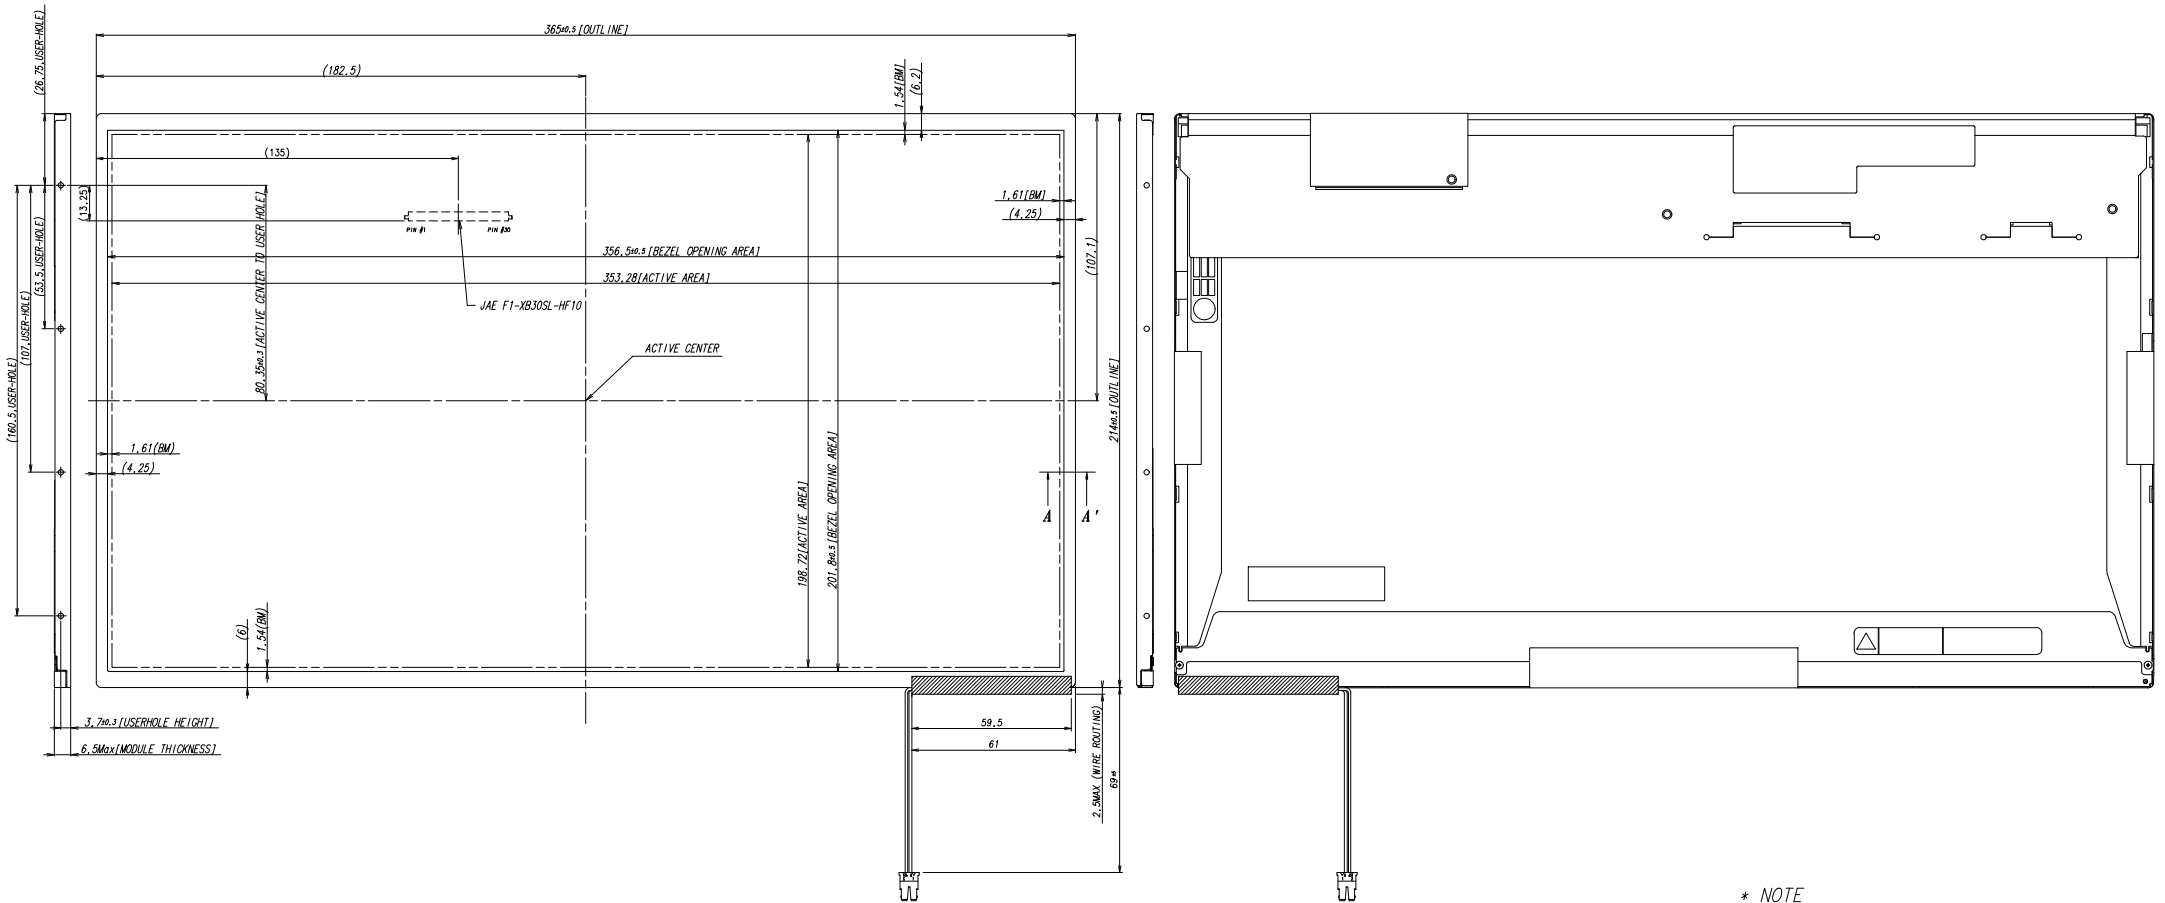 365±0.5[OUTLINE]
(182.5)
(26.75,USER-HOLE)
1.54[BM]
(6.2)
(135)
(13.25)
PIN #1
PIN #30
1.61[BM]
(4.25)
(107.1)
356.5±0.5[BEZEL OPENING AREA]
353.28[ACTIVE AREA]
JAE F1-XB30SL-HF10
ACTIVE CENTER
80.35±0.3[ACTIVE CENTER TO USER HOLE]
(53.5,USER-HOLE)
(107,USER-HOLE)
(160.5,USER-HOLE)
214±0.5[OUTLINE]
1.61(BM)
(4.25)
198.72[ACTIVE AREA]
201.8±0.5[BEZEL OPENING AREA]
A
A'
(6)
1.54(BM)
3.7±0.3[USERHOLE HEIGHT]
6.5Max[MODULE THICKNESS]
59.5
61
2.5MAX (WIRE ROUTING)
69±5
* NOTE